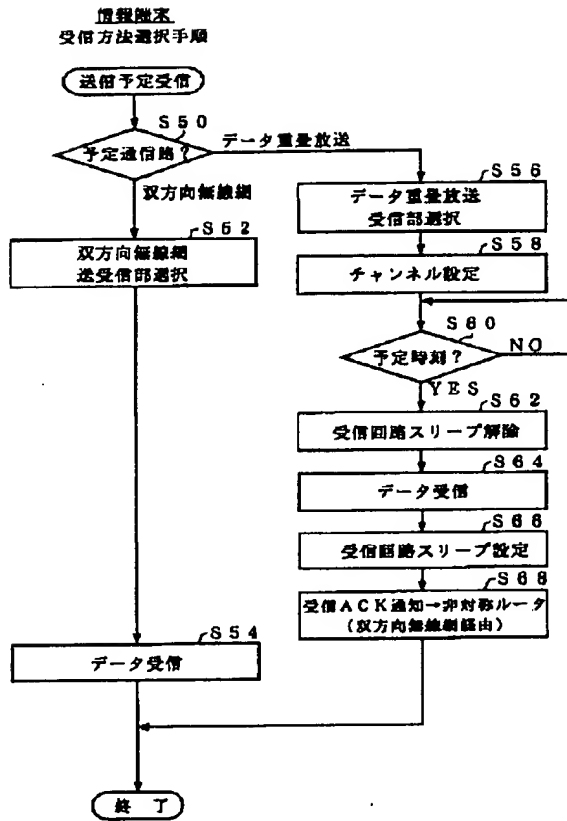 情報端末
受信方法選択手順
送信予定受信
S50
予定通信路？
データ重畳放送
双方向無線網
S52
双方向無線網
送受信部選択
S56
データ重畳放送
受信部選択
S58
チャンネル設定
S60
予定時刻？
NO
YES
S62
受信回路スリープ解除
S64
データ受信
S66
受信回路スリープ設定
S68
受信ACK通知→非対称ルータ
（双方向無線網経由）
S54
データ受信
終了